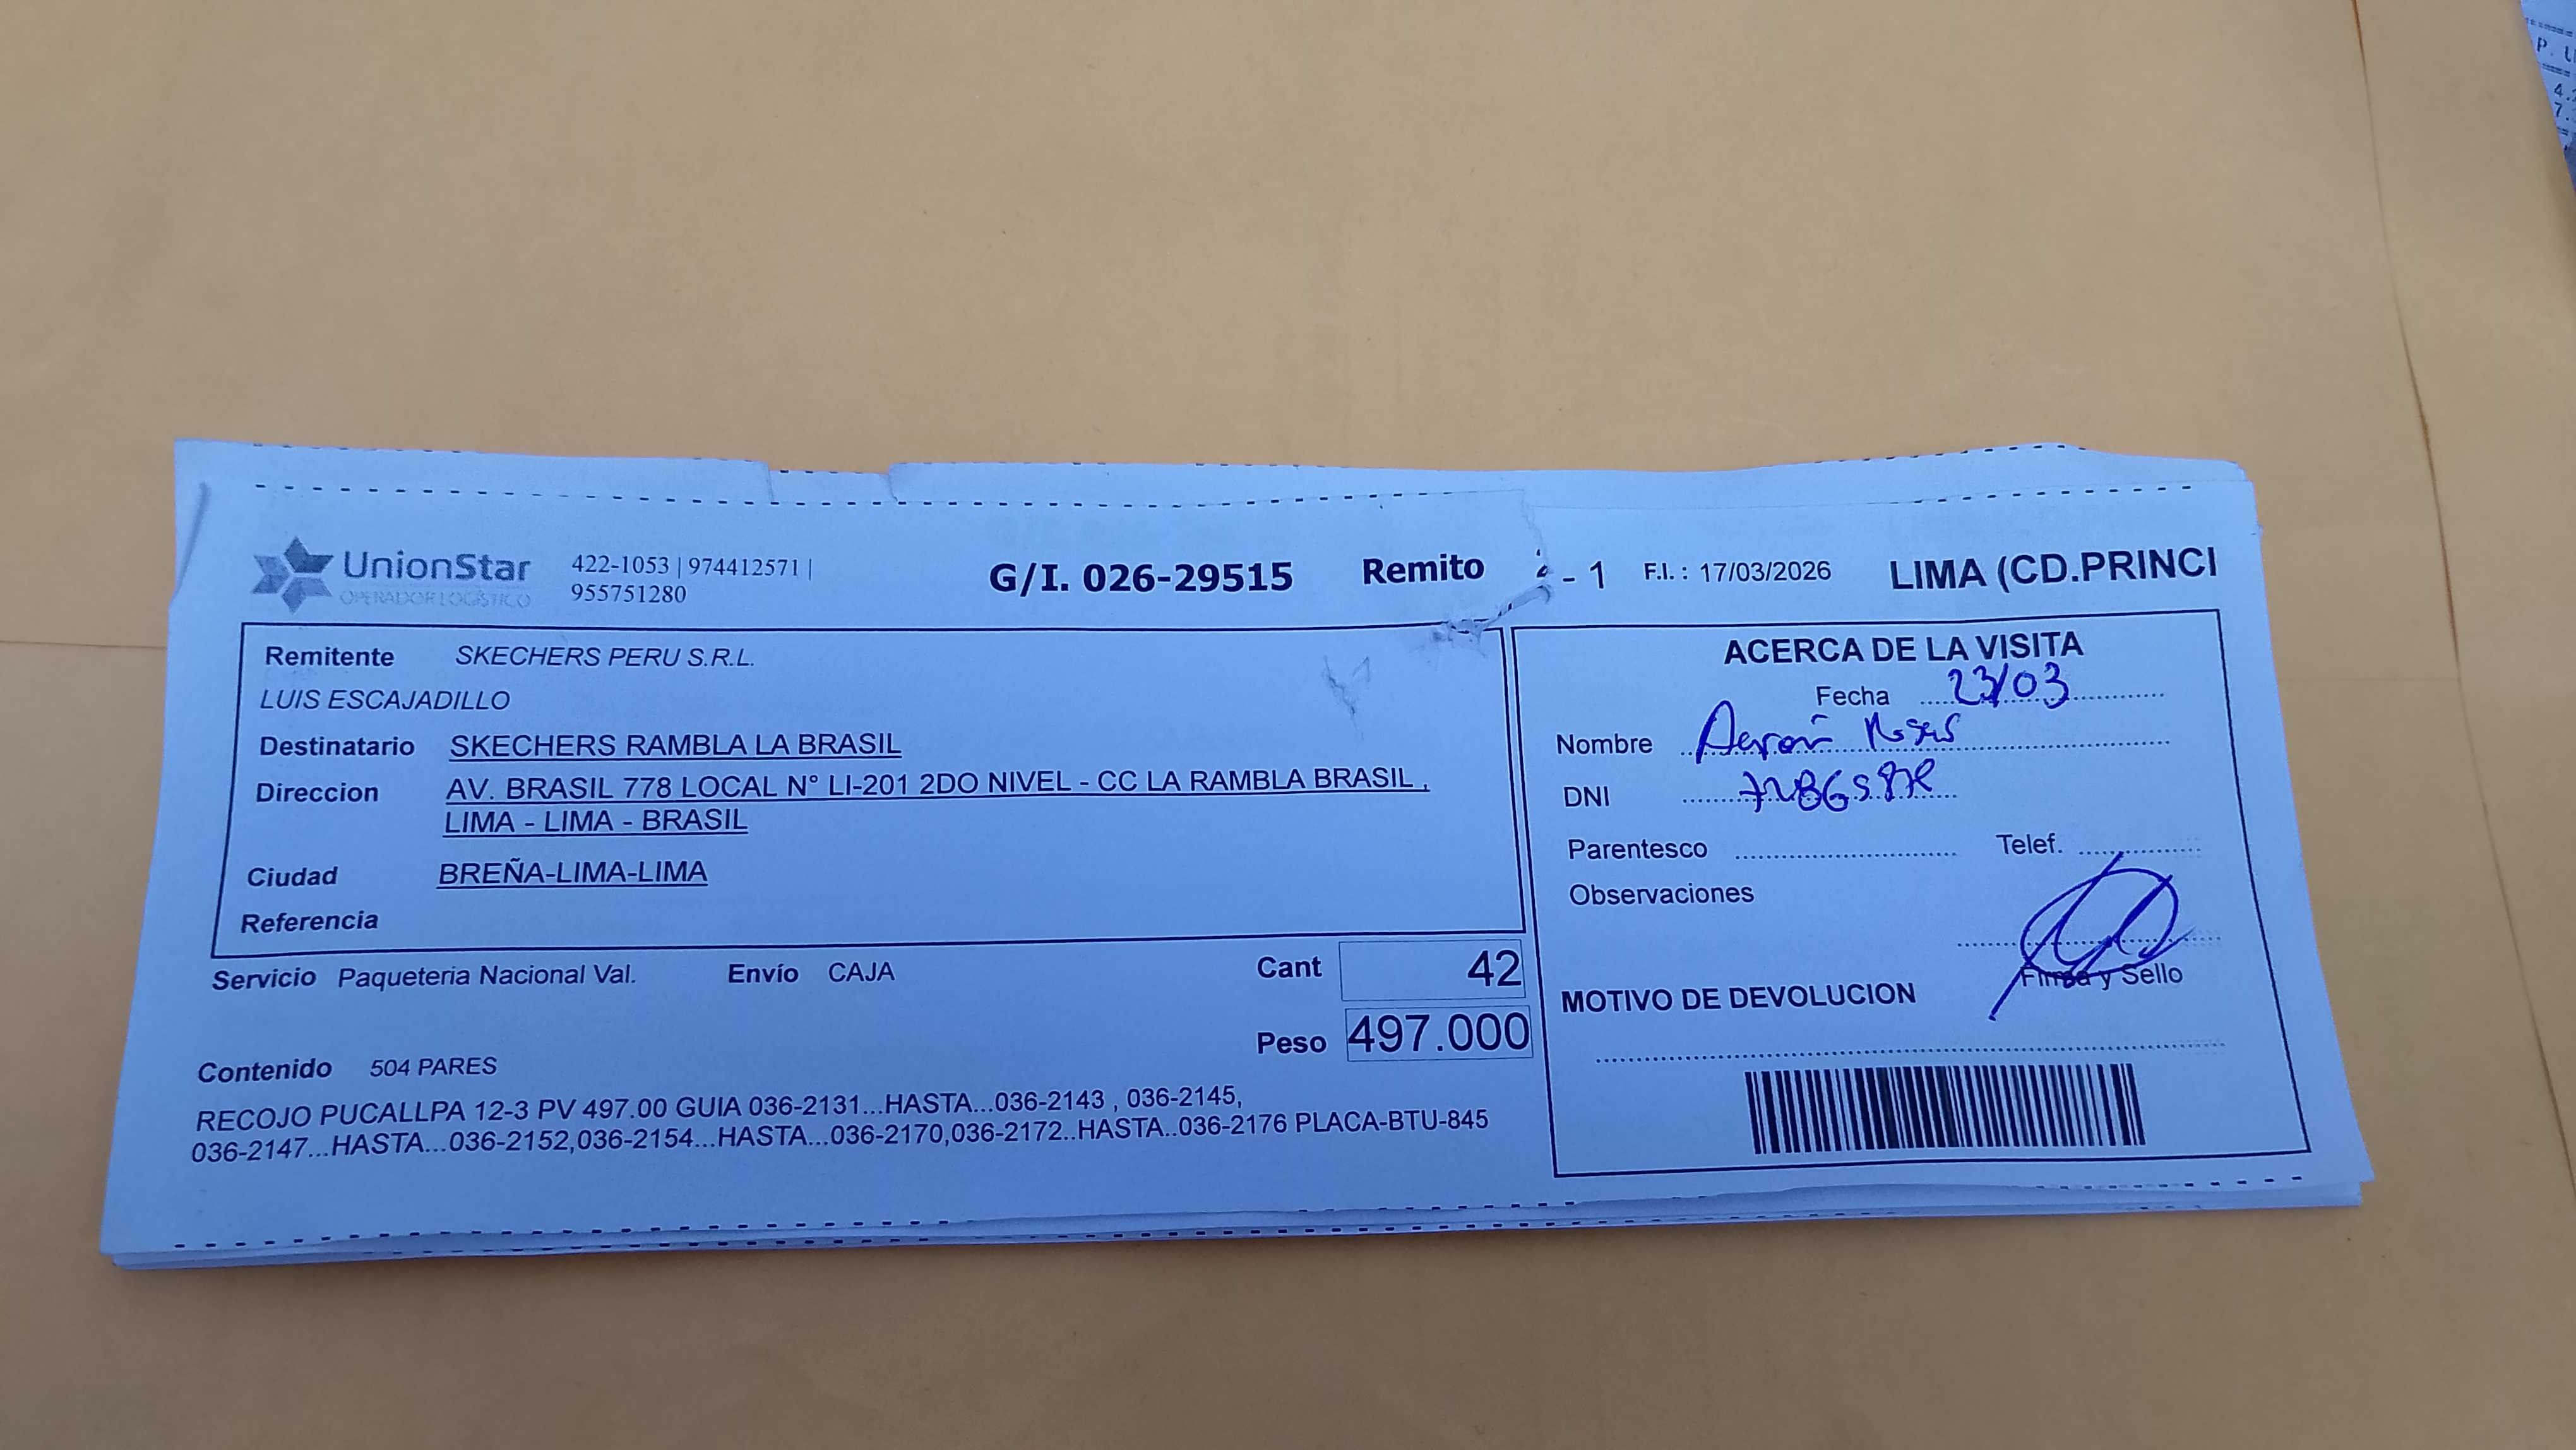 UnionStar
OPERADOR LOGÍSTICO
422-1053 | 974412571 |
955751280
G/I. 026-29515
Remito - 1
F.I. : 17/03/2026
LIMA (CD.PRINCI
Remitente SKECHERS PERU S.R.L.
LUIS ESCAJADILLO
Destinatario SKECHERS RAMBLA LA BRASIL
Direccion AV. BRASIL 778 LOCAL N° LI-201 2DO NIVEL - CC LA RAMBLA BRASIL ,
LIMA - LIMA - BRASIL
Ciudad BREÑA-LIMA-LIMA
Referencia
Servicio Paqueteria Nacional Val. Envío CAJA
Cant 42
Peso 497.000
Contenido 504 PARES
RECOJO PUCALLPA 12-3 PV 497.00 GUIA 036-2131...HASTA...036-2143 , 036-2145,
036-2147...HASTA...036-2152,036-2154...HASTA...036-2170,036-2172..HASTA..036-2176 PLACA-BTU-845
ACERCA DE LA VISITA
Fecha 23/03
Nombre
DNI
Parentesco Telef.
Observaciones
Firma y Sello
MOTIVO DE DEVOLUCION